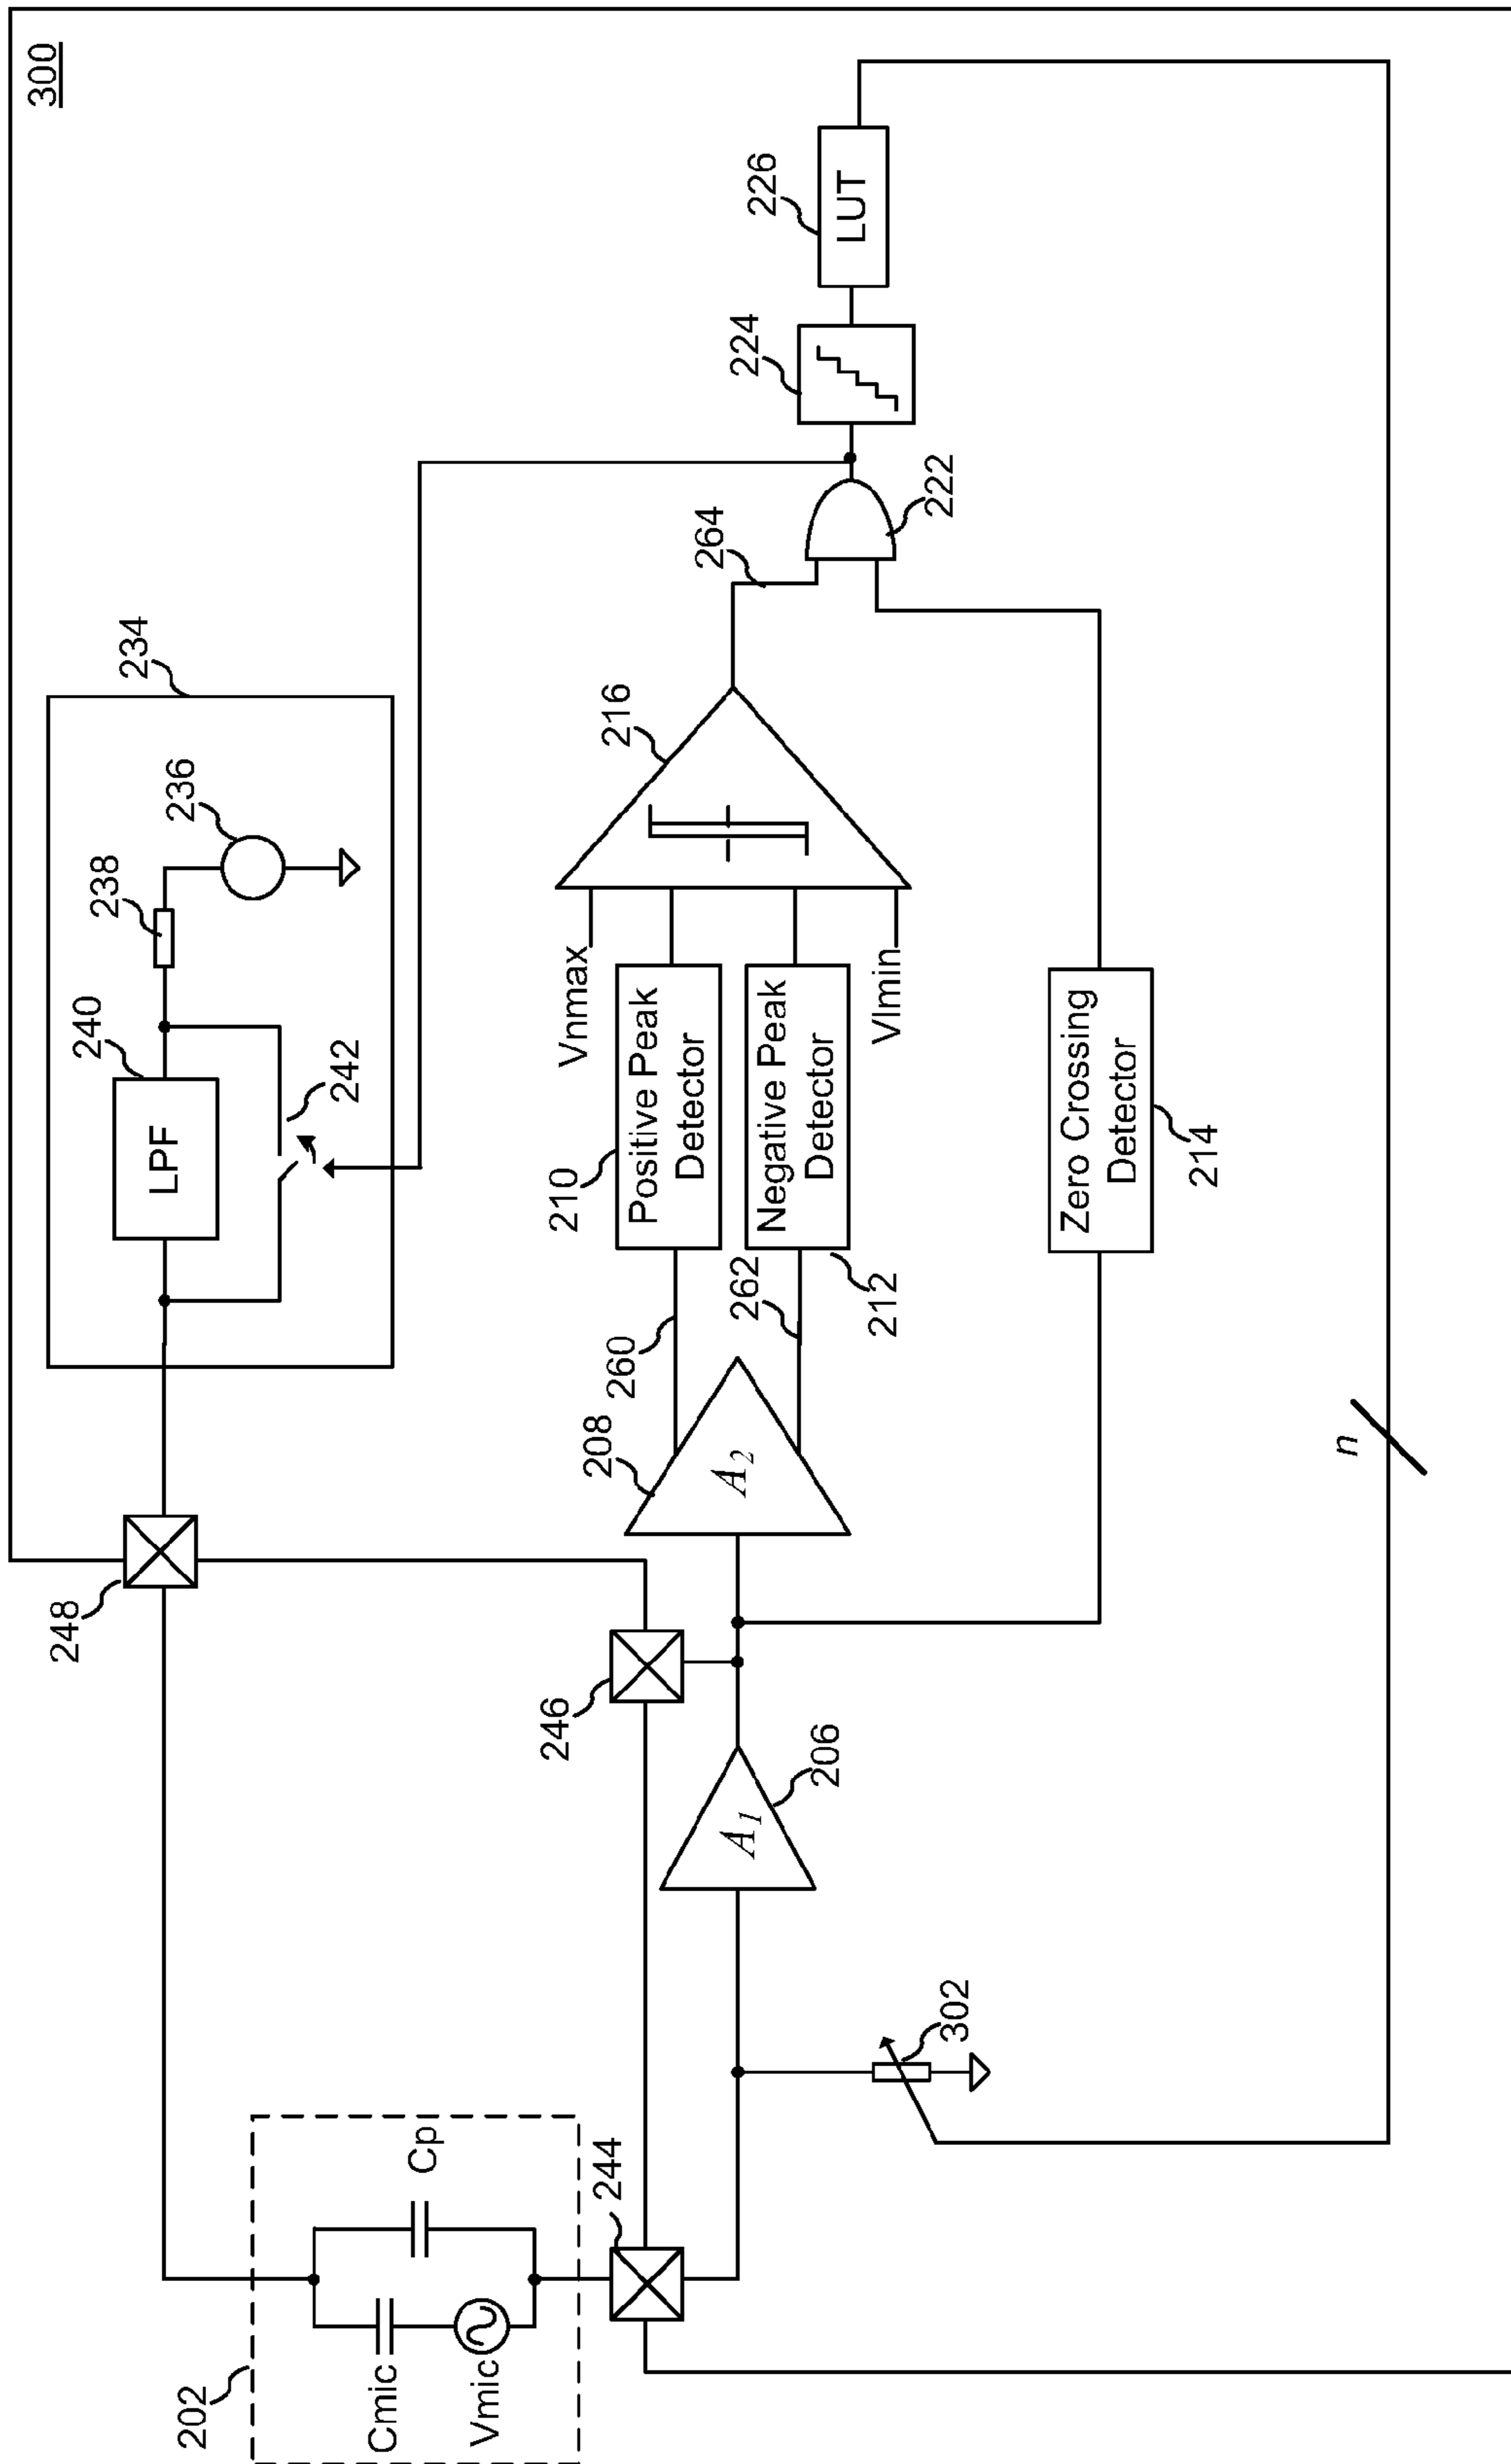 300
202
Cmic
Vmic
Cp
244
248
246
302
A1
206
208
A2
260
262
210
Positive Peak
Detector
Negative Peak
Detector
212
Zero Crossing
Detector
214
Vnmax
Vlmin
216
264
222
224
226
LUT
234
236
238
240
LPF
242
n